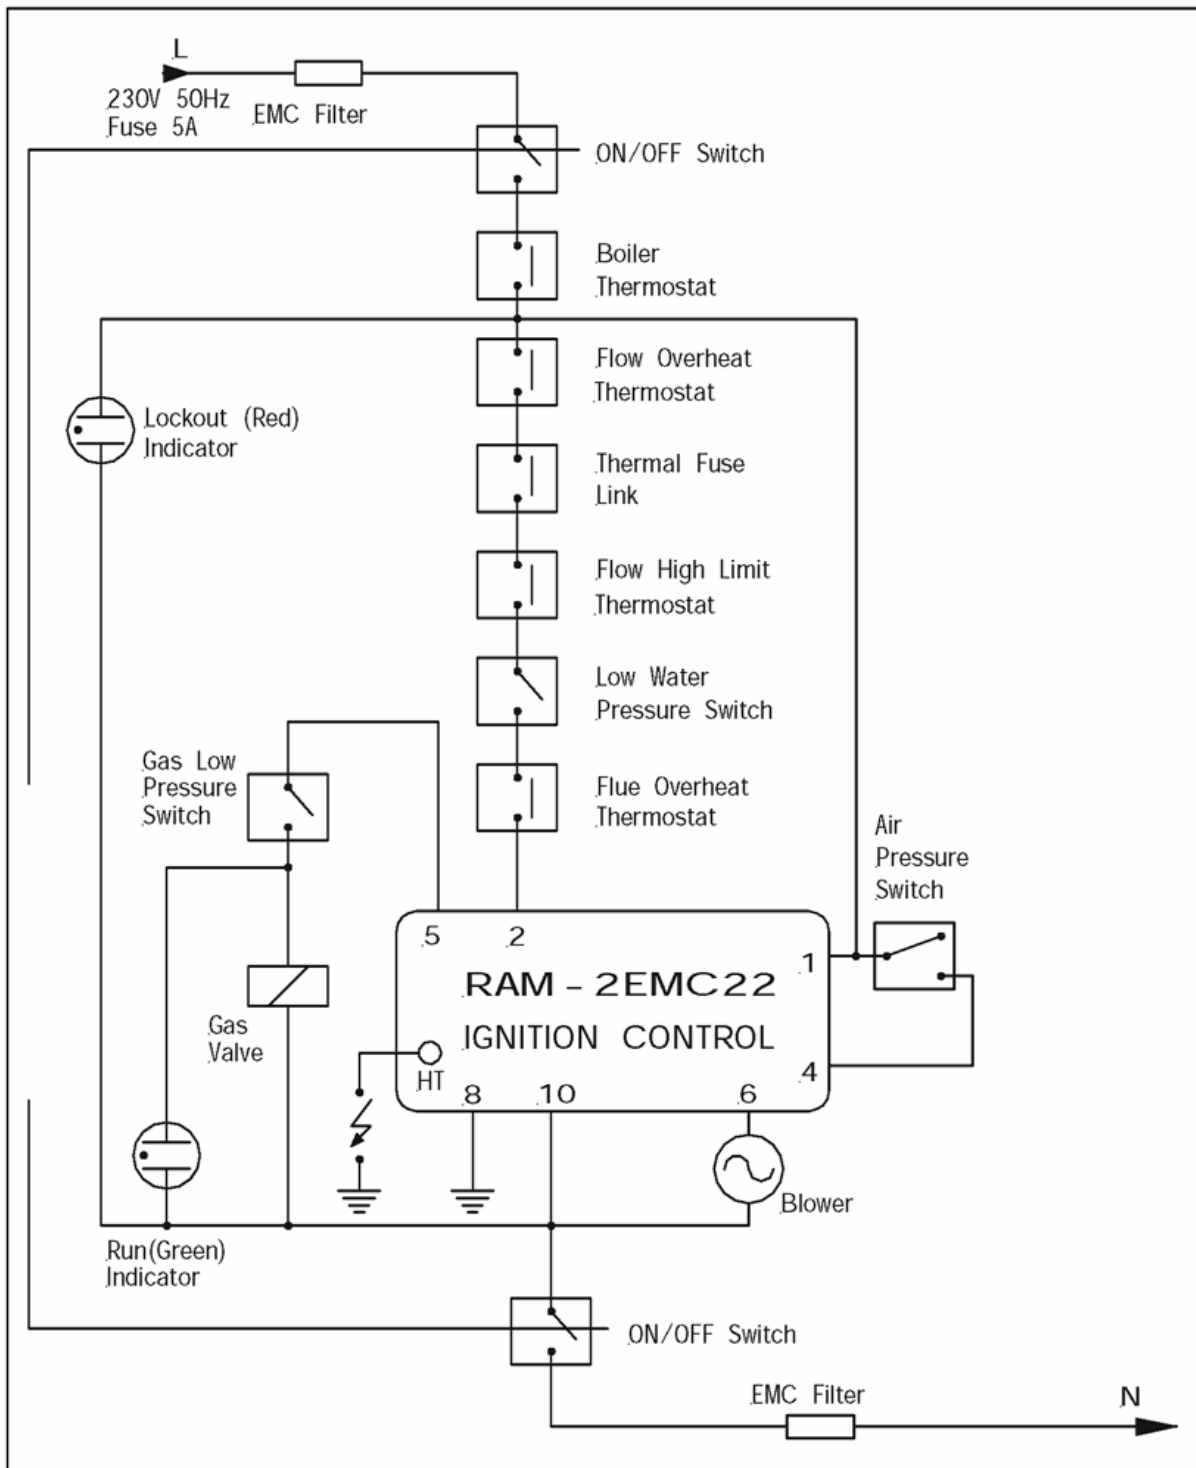 L
230V 50Hz
Fuse 5A
EMC Filter
ON/OFF Switch
Boiler
Thermostat
Flow Overheat
Thermostat
Lockout (Red)
Indicator
Thermal Fuse
Link
Flow High Limit
Thermostat
Low Water
Pressure Switch
Gas Low
Pressure
Switch
Flue Overheat
Thermostat
Air
Pressure
Switch
5
2
1
RAM - 2EMC22
IGNITION CONTROL
Gas
Valve
HT
4
8
10
6
Blower
Run(Green)
Indicator
ON/OFF Switch
EMC Filter
N